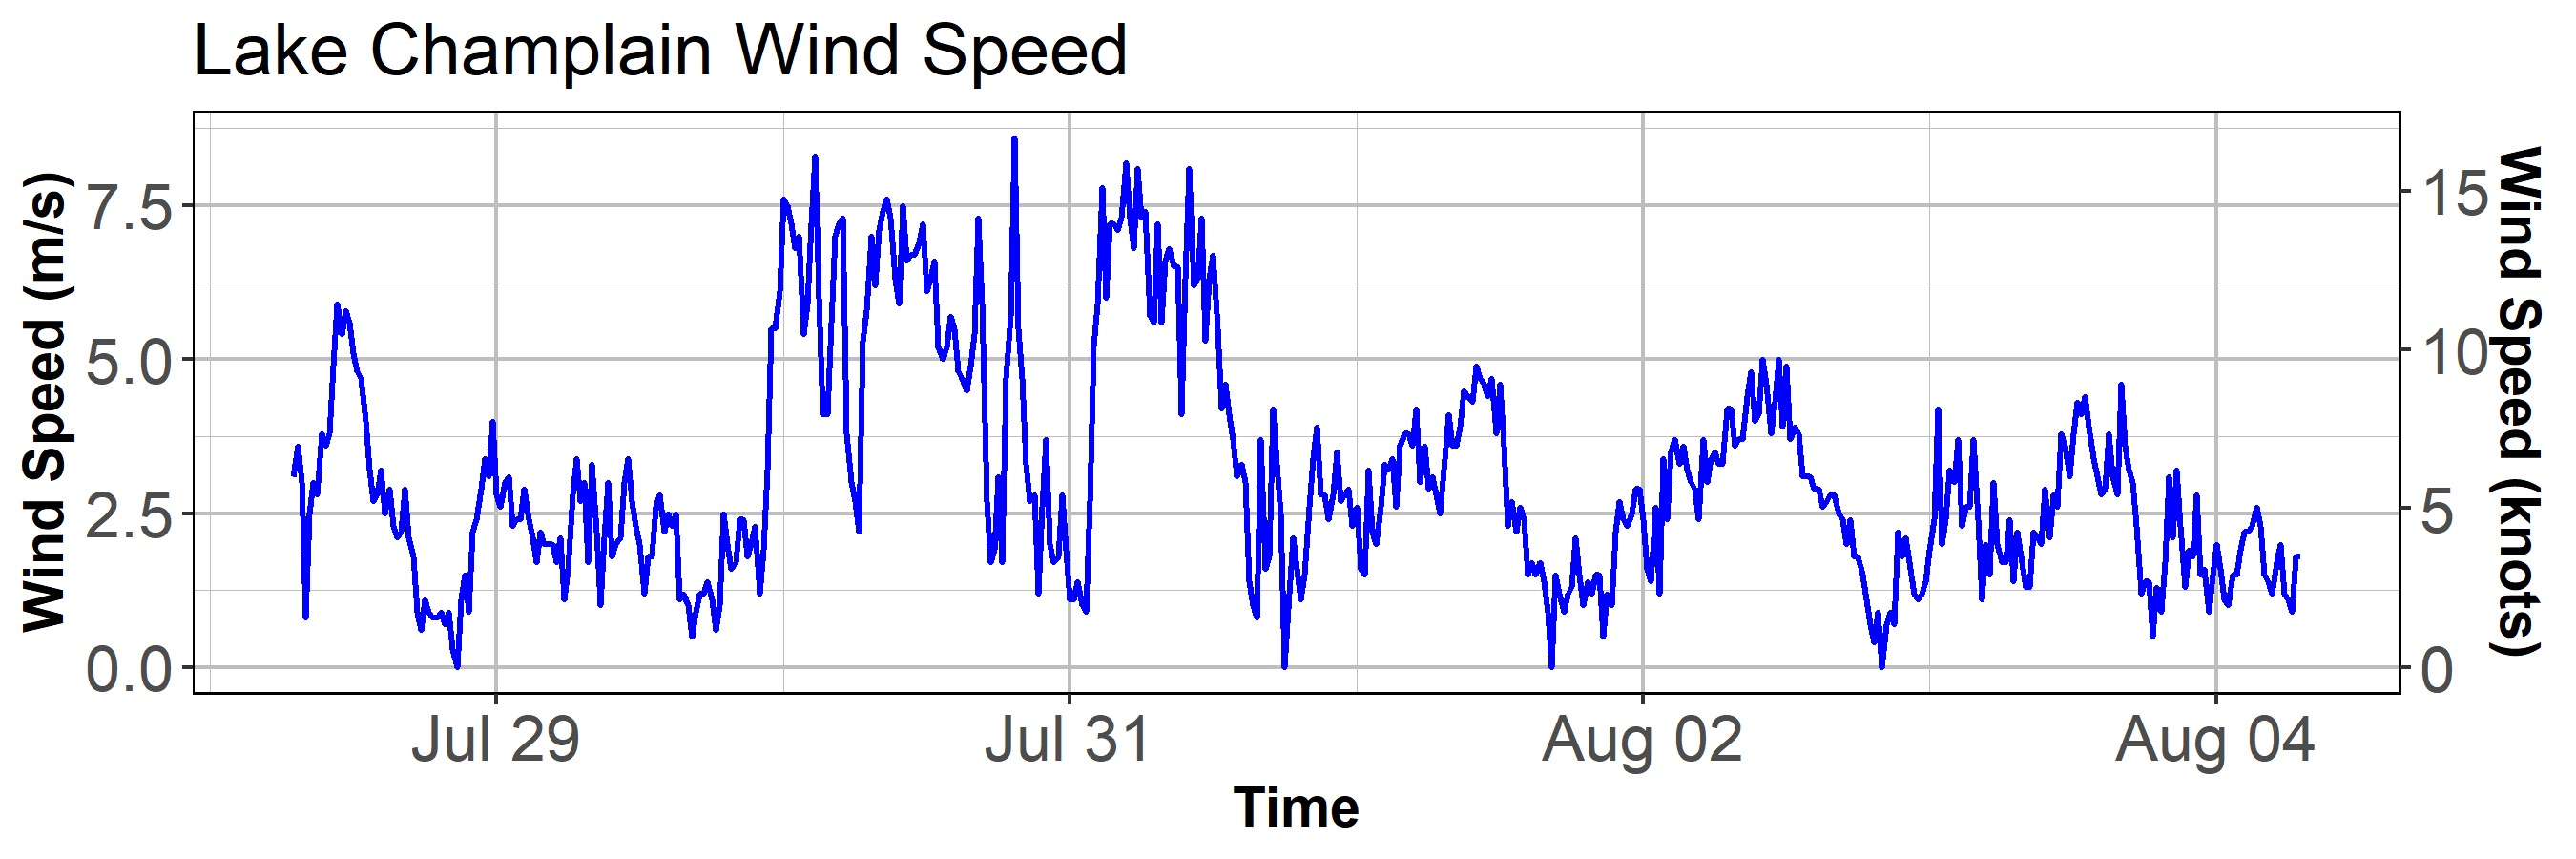 Lake Champlain Wind Speed
Wind Speed (m/s)
7.5
5.0
2.5
0.0
15
10
5
0
Wind Speed (knots)
Jul 29
Jul 31
Aug 02
Aug 04
Time